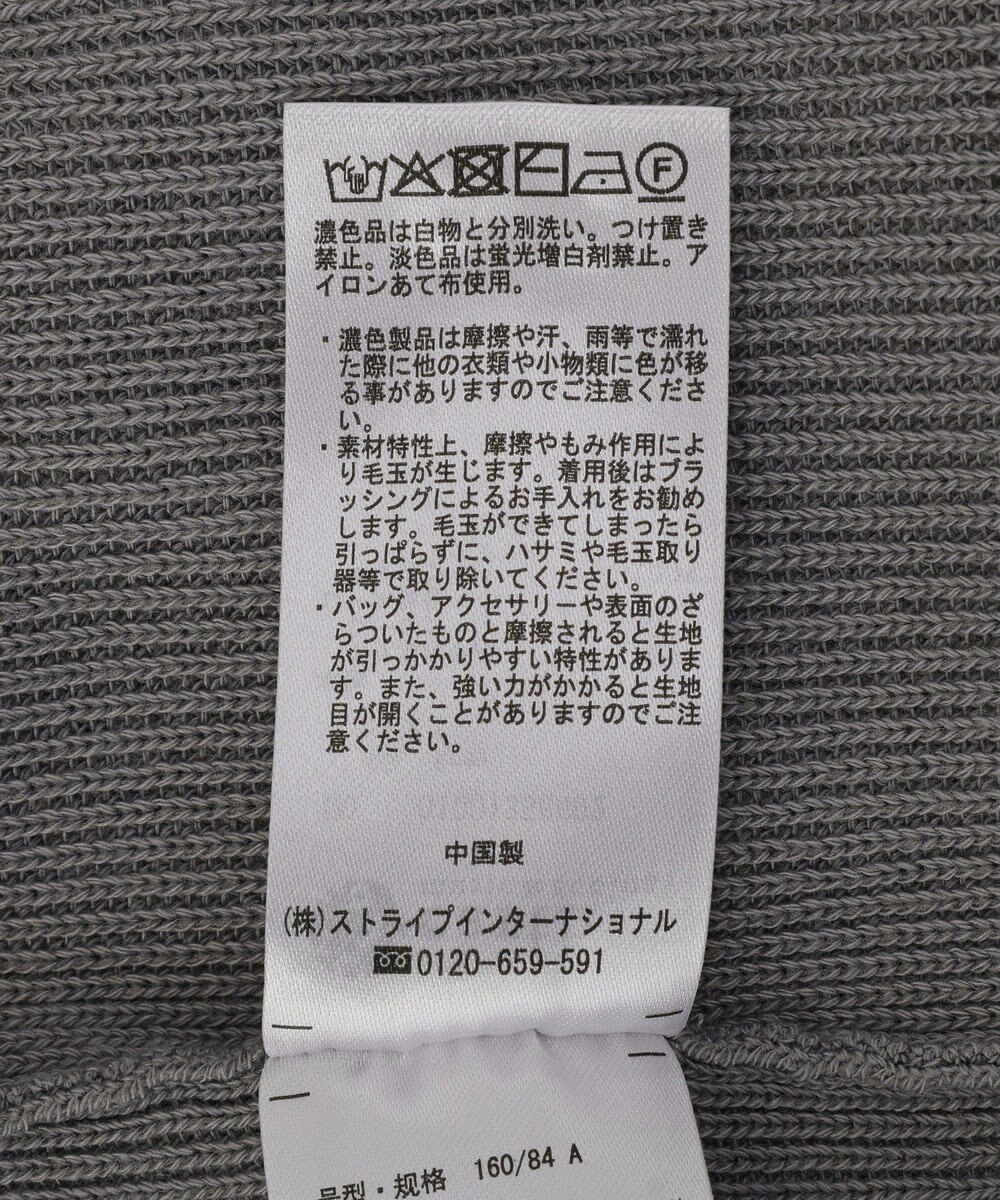 F
濃色品は白物と分別洗い。つけ置き
禁止。淡色品は蛍光増白剤禁止。ア
イロンあて布使用。
・濃色製品は摩擦や汗、雨等で濡れ
た際に他の衣類や小物類に色が移
る事がありますのでご注意くださ
い。
・素材特性上、摩擦やもみ作用によ
り毛玉が生じます。着用後はブラ
ッシングによるお手入れをお勧め
します。毛玉ができてしまったら
引っぱらずに、ハサミや毛玉取り
器等で取り除いてください。
・バッグ、アクセサリーや表面のざ
らついたものと摩擦されると生地
が引っかかりやすい特性がありま
す。また、強い力がかかると生地
目が開くことがありますのでご注
意ください。
中国製
(株)ストライプインターナショナル
0120-659-591
号型・规格 160/84 A